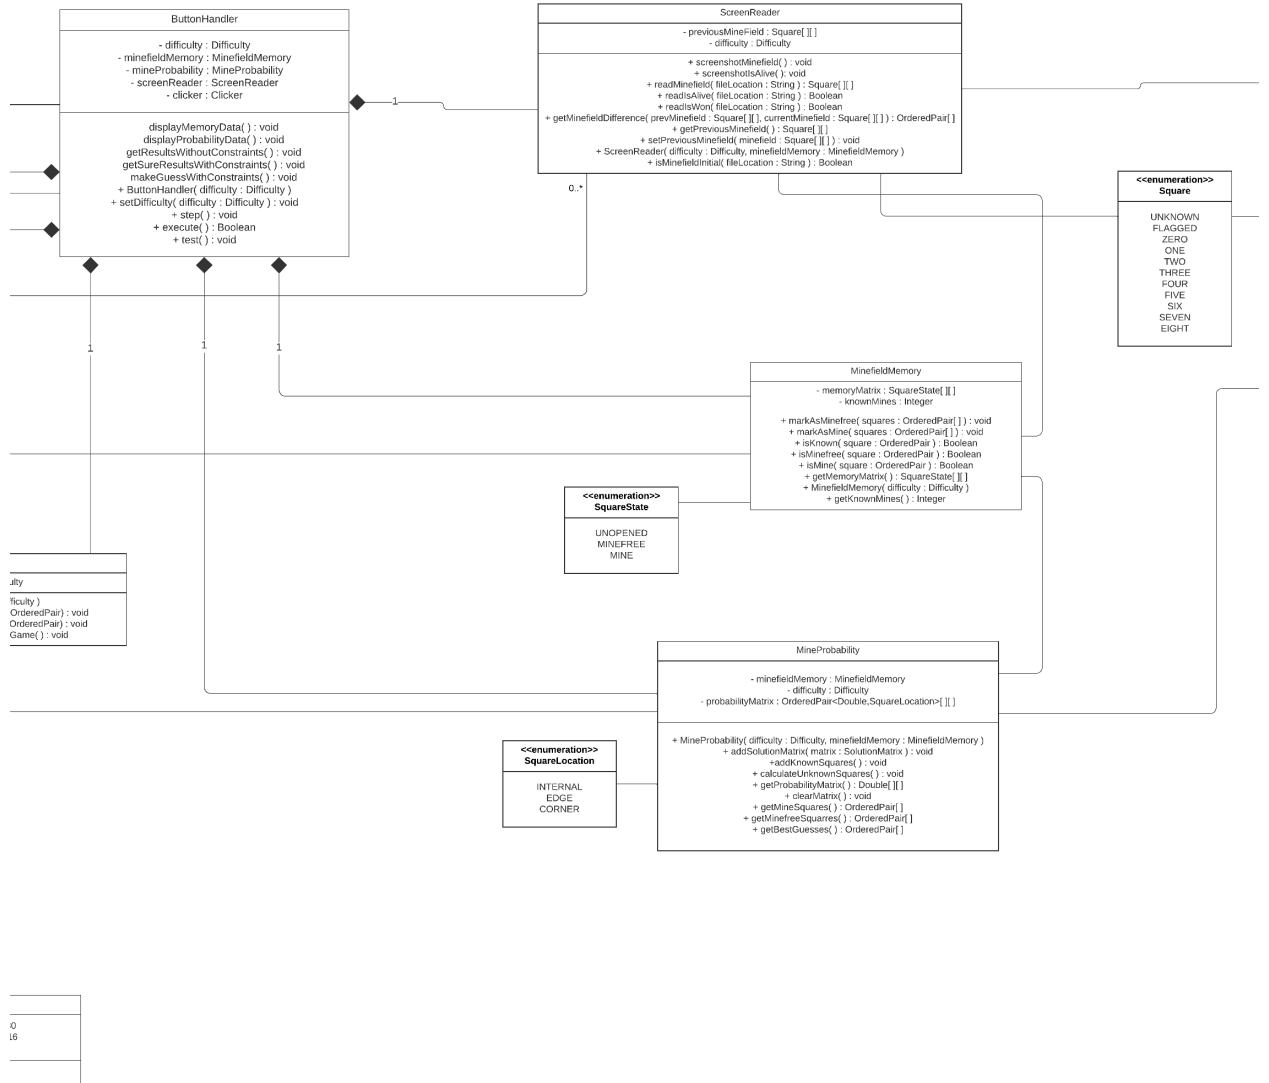 ButtonHandler
- difficulty : Difficulty
- minefieldMemory : MinefieldMemory
- mineProbability : MineProbability
- screenReader : ScreenReader
- clicker : Clicker
displayMemoryData( ) : void
displayProbabilityData( ) : void
getResultsWithoutConstraints( ) : void
getSureResultsWithConstraints( ) : void
makeGuessWithConstraints( ) : void
+ ButtonHandler( difficulty : Difficulty )
+ setDifficulty( difficulty : Difficulty ) : void
+ step( ) : void
+ execute( ) : Boolean
+ test( ) : void
1
ScreenReader
- previousMineField : Square[ ][ ]
- difficulty : Difficulty
+ screenshotMinefield( ) : void
+ screenshotIsAlive( ): void
+ readMinefield( fileLocation : String ) : Square[ ][ ]
+ readIsAlive( fileLocation : String ) : Boolean
+ readIsWon( fileLocation : String ) : Boolean
+ getMinefieldDifference( prevMinefield : Square[ ][ ], currentMinefield : Square[ ][ ] ) : OrderedPair[ ]
+ getPreviousMinefield( ) : Square[ ][ ]
+ setPreviousMinefield( minefield : Square[ ][ ] ) : void
+ ScreenReader( difficulty : Difficulty, minefieldMemory : MinefieldMemory )
+ isMinefieldInitial( fileLocation : String ) : Boolean
0..*
<<enumeration>>
Square
UNKNOWN
FLAGGED
ZERO
ONE
TWO
THREE
FOUR
FIVE
SIX
SEVEN
EIGHT
1
1
1
MinefieldMemory
- memoryMatrix : SquareState[ ][ ]
- knownMines : Integer
+ markAsMinefree( squares : OrderedPair[ ] ) : void
+ markAsMine( squares : OrderedPair[ ] ) : void
+ isKnown( square : OrderedPair ) : Boolean
+ isMinefree( square : OrderedPair ) : Boolean
+ isMine( square : OrderedPair ) : Boolean
+ getMemoryMatrix( ) : SquareState[ ][ ]
+ MinefieldMemory( difficulty : Difficulty )
+ getKnownMines( ) : Integer
<<enumeration>>
SquareState
UNOPENED
MINEFREE
MINE
ulty
fficulty )
OrderedPair) : void
OrderedPair) : void
Game( ) : void
MineProbability
- minefieldMemory : MinefieldMemory
- difficulty : Difficulty
- probabilityMatrix : OrderedPair<Double,SquareLocation>[ ][ ]
+ MineProbability( difficulty : Difficulty, minefieldMemory : MinefieldMemory )
+ addSolutionMatrix( matrix : SolutionMatrix ) : void
+addKnownSquares( ) : void
+ calculateUnknownSquares( ) : void
+ getProbabilityMatrix( ) : Double[ ][ ]
+ clearMatrix( ) : void
+ getMineSquares( ) : OrderedPair[ ]
+ getMinefreeSquarres( ) : OrderedPair[ ]
+ getBestGuesses( ) : OrderedPair[ ]
<<enumeration>>
SquareLocation
INTERNAL
EDGE
CORNER
16